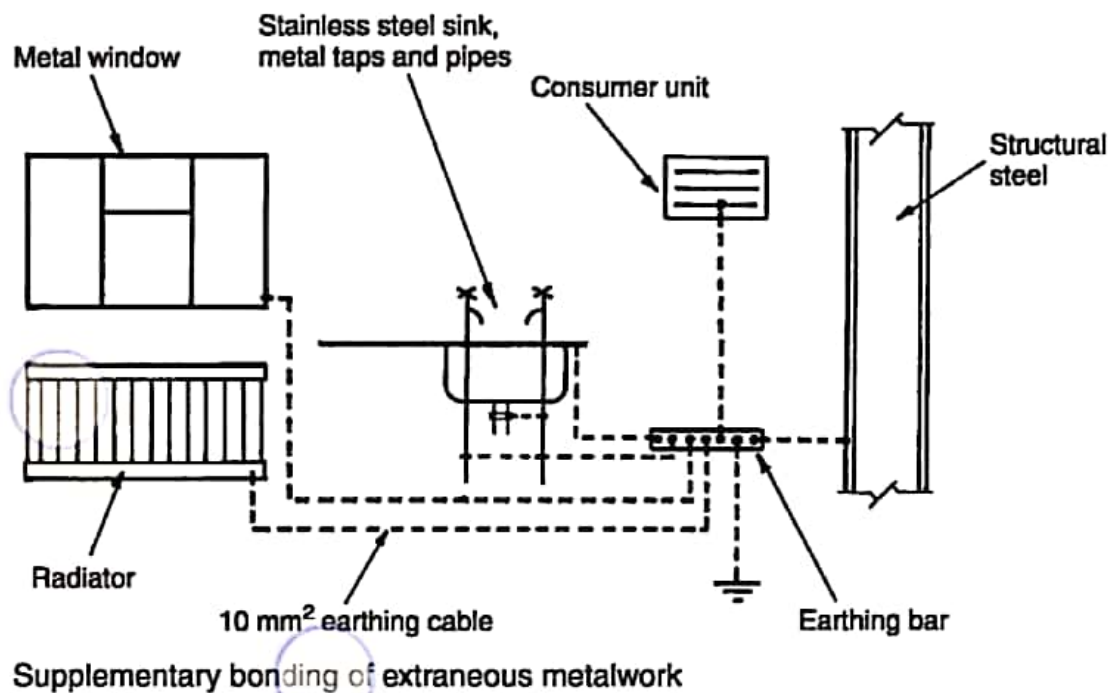 Stainless steel sink,
metal taps and pipes
Metal window
Consumer unit
Structural
steel
Radiator
10 mm² earthing cable
Earthing bar
Supplementary bonding of extraneous metalwork